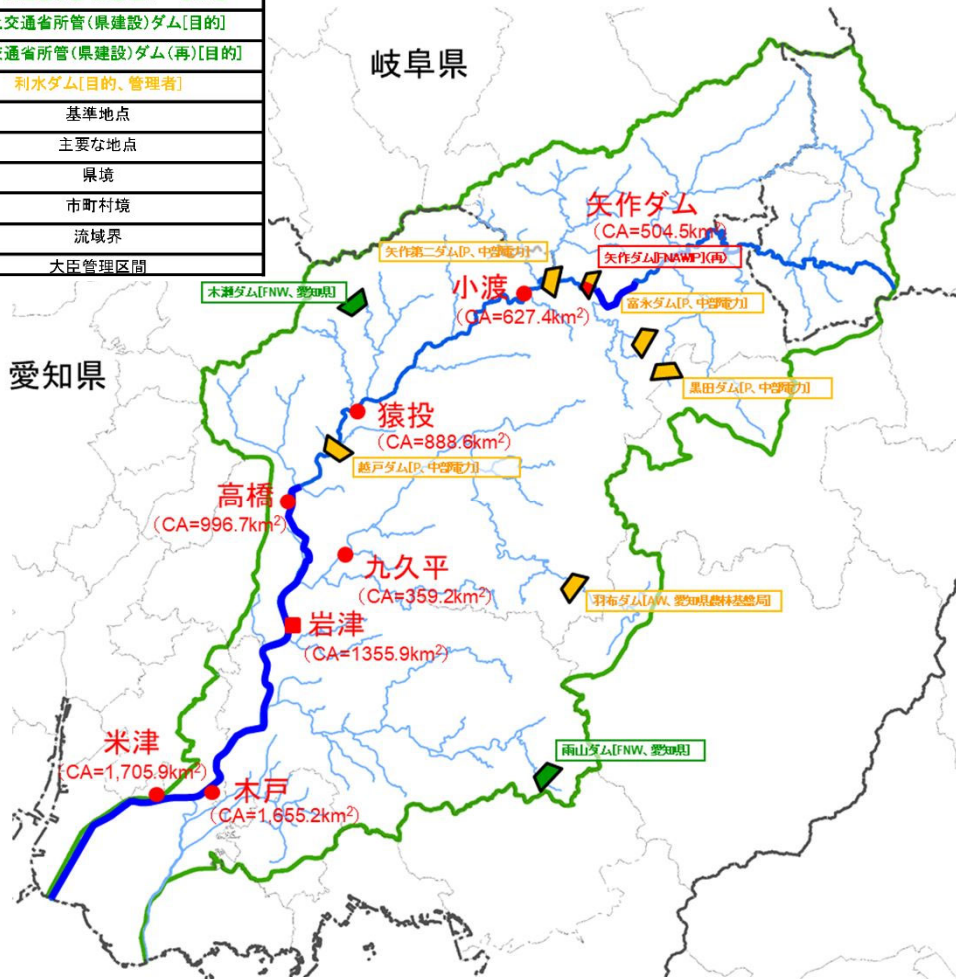 交通省所管(県建設)ダム[目的]
通省所管(県建設)ダム(再)[目的]
利水ダム[目的、管理者]
基準地点
主要な地点
県境
市町村境
流域界
大臣管理区間
岐阜県
矢作ダム
(CA=504.5km²)
矢作第二ダム[P、中部電力]
矢作ダム[FNAWIP](再)
木瀬ダム[FNW、愛知県]
小渡
(CA=627.4km²)
富永ダム[P、中部電力]
愛知県
黒田ダム[P、中部電力]
猿投
(CA=888.6km²)
越戸ダム[P、中部電力]
高橋
(CA=996.7km²)
九久平
(CA=359.2km²)
羽布ダム[AW、愛知県農林基盤局]
岩津
(CA=1355.9km²)
米津
(CA=1,705.9km²)
雨山ダム[FNW、愛知県]
木戸
(CA=1,655.2km²)